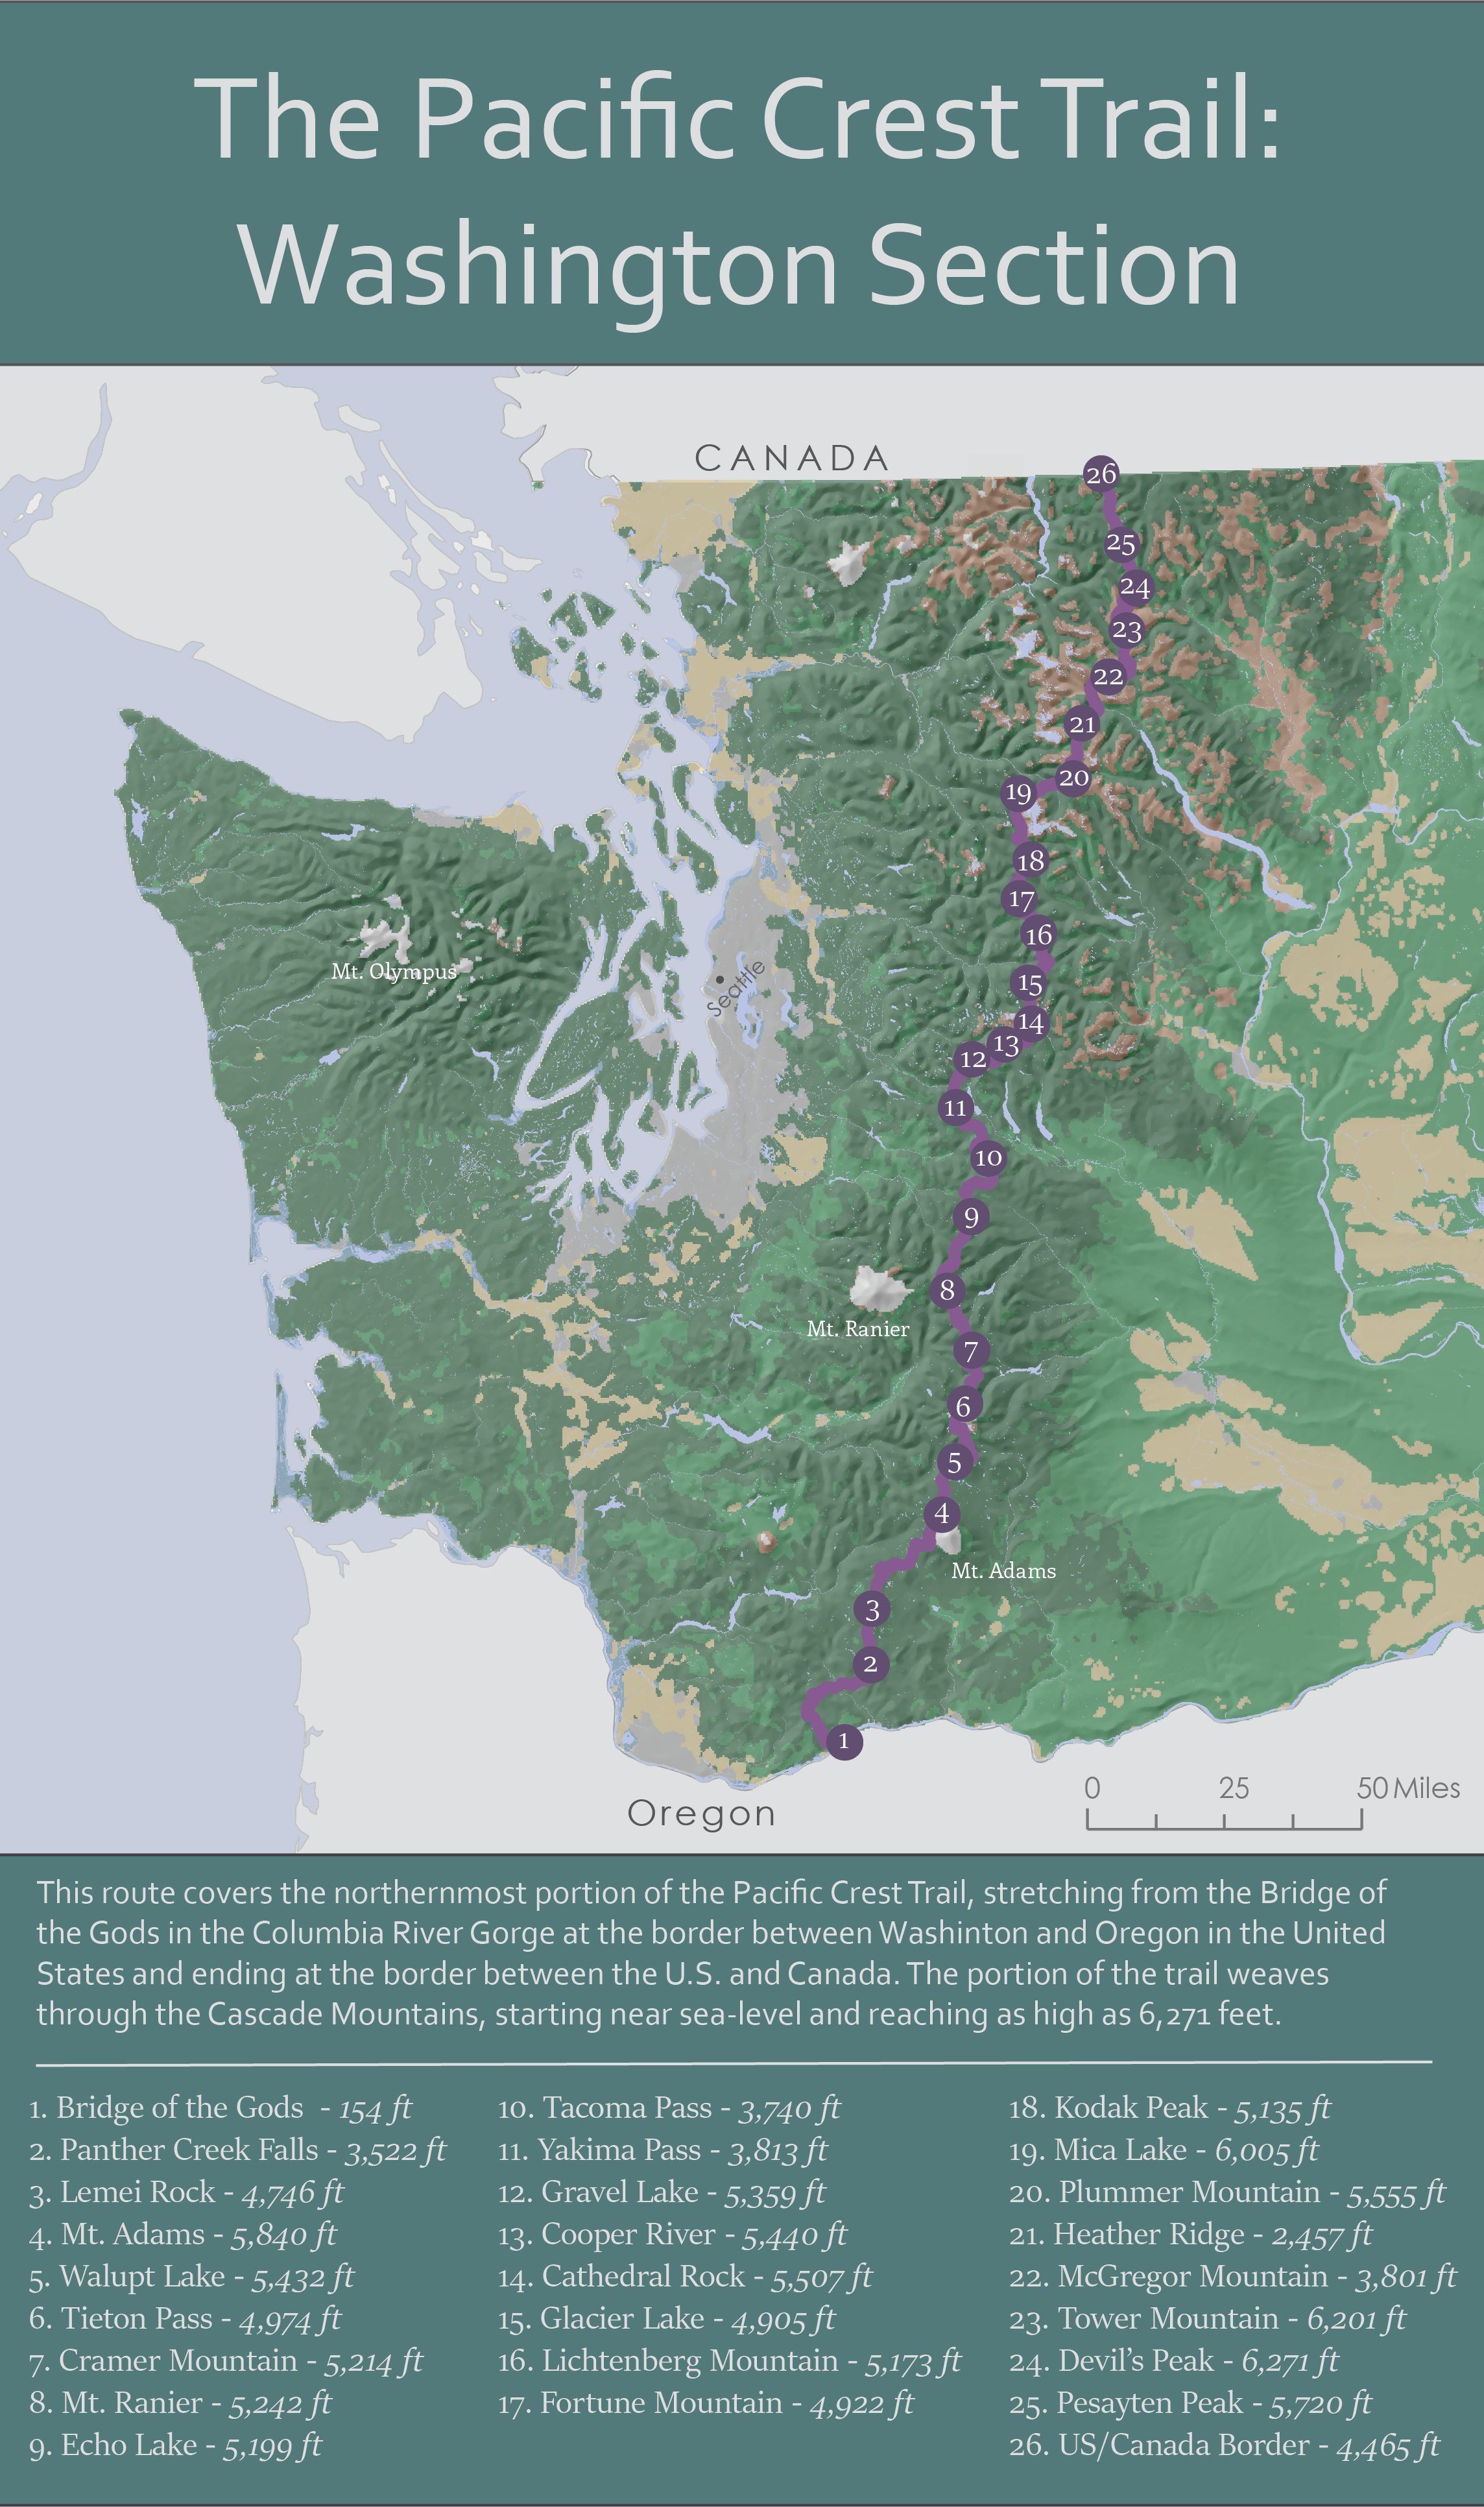 The Pacific Crest Trail:
Washington Section
CANADA
26
25
24
23
22
21
20
19
18
17
16
Mt. Olympus
Seattle
15
14
13
12
11
10
9
8
Mt. Ranier
7
6
5
4
Mt. Adams
3
2
1
0 25 50 Miles
Oregon
This route covers the northernmost portion of the Pacific Crest Trail, stretching from the Bridge of
the Gods in the Columbia River Gorge at the border between Washinton and Oregon in the United
States and ending at the border between the U.S. and Canada. The portion of the trail weaves
through the Cascade Mountains, starting near sea-level and reaching as high as 6,271 feet.
1. Bridge of the Gods - 154 ft
2. Panther Creek Falls - 3,522 ft
3. Lemei Rock - 4,746 ft
4. Mt. Adams - 5,840 ft
5. Walupt Lake - 5,432 ft
6. Tieton Pass - 4,974 ft
7. Cramer Mountain - 5,214 ft
8. Mt. Ranier - 5,242 ft
9. Echo Lake - 5,199 ft
10. Tacoma Pass - 3,740 ft
11. Yakima Pass - 3,813 ft
12. Gravel Lake - 5,359 ft
13. Cooper River - 5,440 ft
14. Cathedral Rock - 5,507 ft
15. Glacier Lake - 4,905 ft
16. Lichtenberg Mountain - 5,173 ft
17. Fortune Mountain - 4,922 ft
18. Kodak Peak - 5,135 ft
19. Mica Lake - 6,005 ft
20. Plummer Mountain - 5,555 ft
21. Heather Ridge - 2,457 ft
22. McGregor Mountain - 3,801 ft
23. Tower Mountain - 6,201 ft
24. Devil's Peak - 6,271 ft
25. Pesayten Peak - 5,720 ft
26. US/Canada Border - 4,465 ft